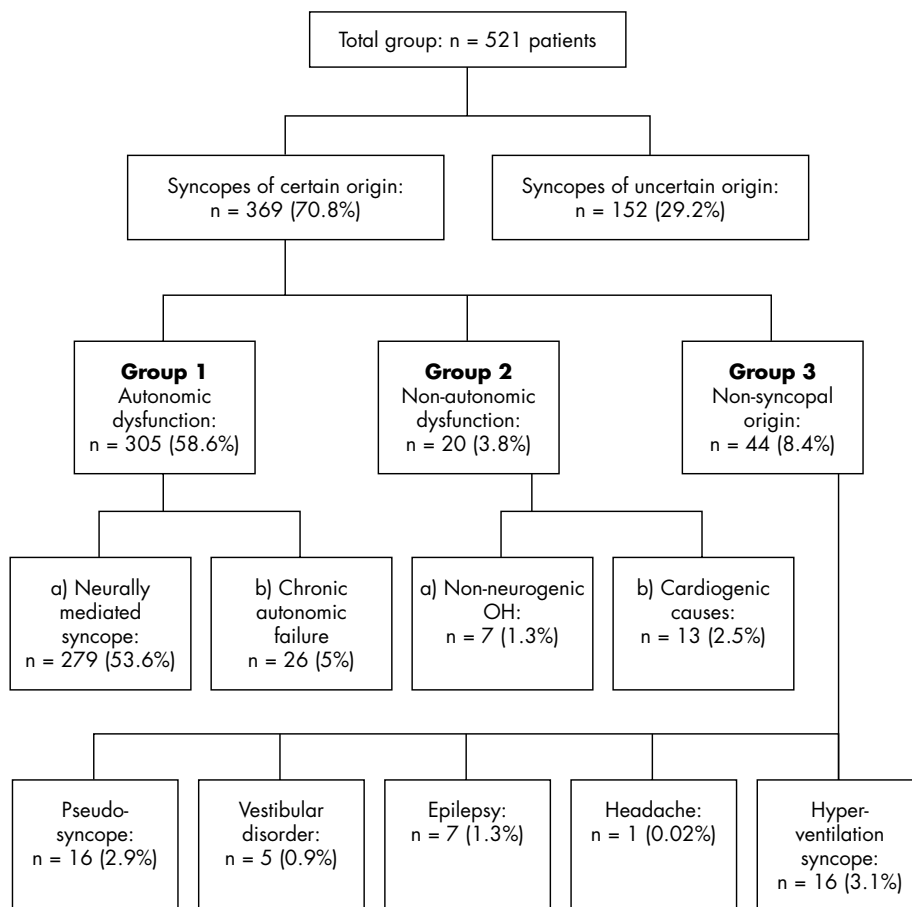 Total group: n = 521 patients
Syncopes of certain origin:
n = 369 (70.8%)
Syncopes of uncertain origin:
n = 152 (29.2%)
Group 1
Autonomic
dysfunction:
n = 305 (58.6%)
Group 2
Non-autonomic
dysfunction:
n = 20 (3.8%)
Group 3
Non-syncopal
origin:
n = 44 (8.4%)
a) Neurally
mediated
syncope:
n = 279 (53.6%)
b) Chronic
autonomic
failure
n = 26 (5%)
a) Non-neurogenic
OH:
n = 7 (1.3%)
b) Cardiogenic
causes:
n = 13 (2.5%)
Pseudo-
syncope:
n = 16 (2.9%)
Vestibular
disorder:
n = 5 (0.9%)
Epilepsy:
n = 7 (1.3%)
Headache:
n = 1 (0.02%)
Hyper-
ventilation
syncope:
n = 16 (3.1%)